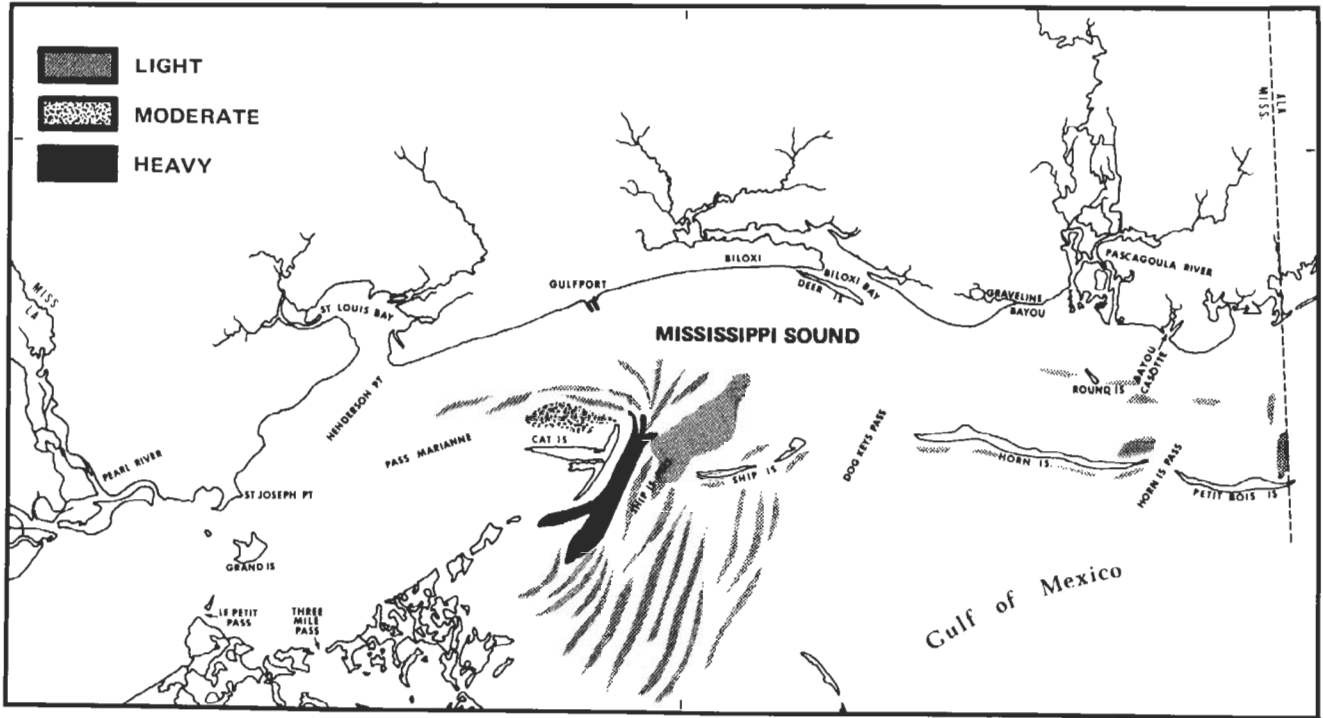 LIGHT
MODERATE
HEAVY
MISS
LA
ALA
MISS.
ST LOUIS BAY
GULFPORT
BILOXI
BILOXI BAY
DEER IS
GRAVELINE
BAYOU
PASCAGOULA RIVER
MISSISSIPPI SOUND
BAYOU
CASOTTE
ROUND IS
HENDERSON PT
PASS MARIANNE
CAT IS
SHIP IS
SHIP IS
DOG KEYS PASS
HORN IS
HORN IS PASS
PETIT BOIS IS
PEARL RIVER
ST JOSEPH PT
GRAND IS
LE PETIT
PASS
THREE
MILE
PASS
Gulf of Mexico